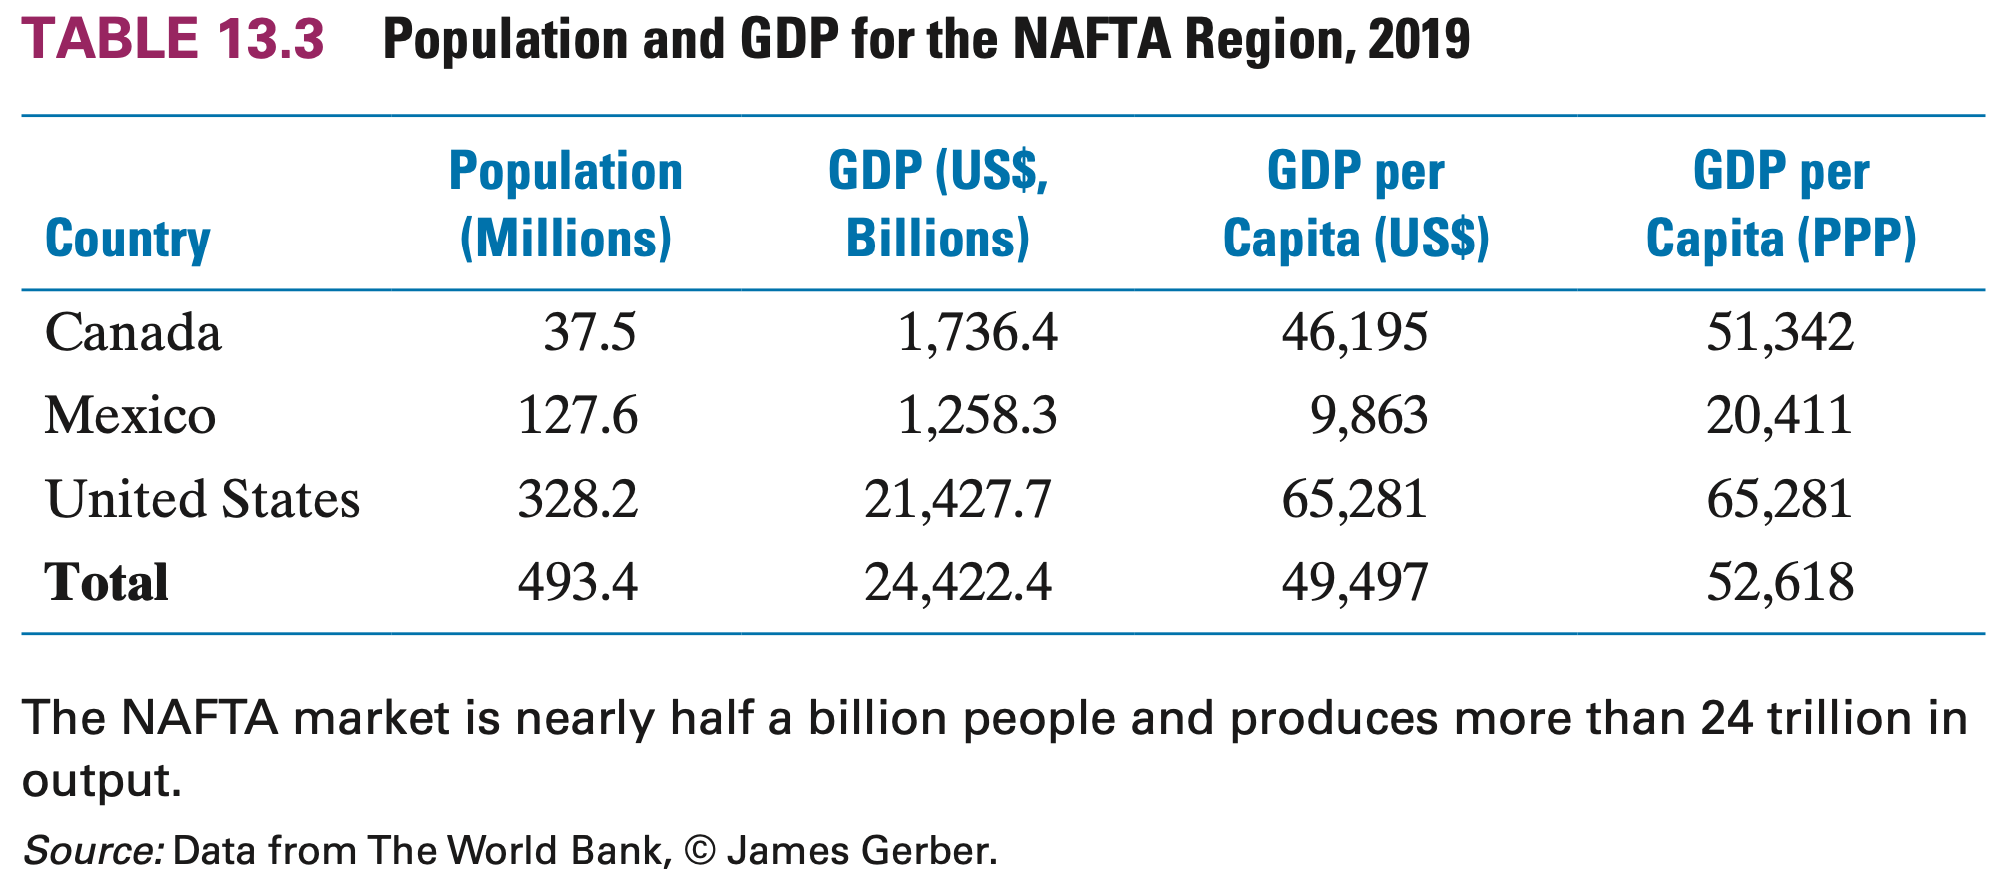 TABLE 13.3 Population and GDP for the NAFTA Region, 2019
Population GDP (US$, GDP per GDP per
Country (Millions) Billions) Capita (US$) Capita (PPP)
Canada 37.5 1,736.4 46,195 51,342
Mexico 127.6 1,258.3 9,863 20,411
United States 328.2 21,427.7 65,281 65,281
Total 493.4 24,422.4 49,497 52,618
The NAFTA market is nearly half a billion people and produces more than 24 trillion in
output.
Source: Data from The World Bank, © James Gerber.